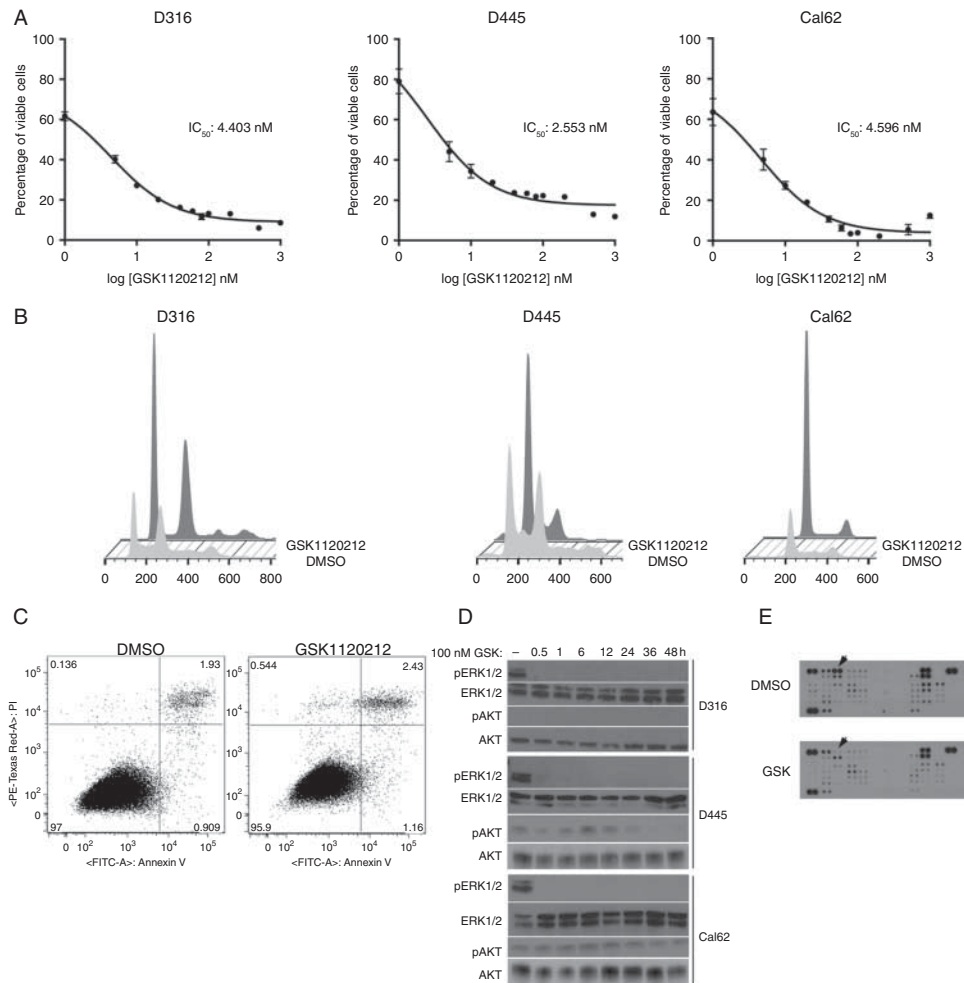 A
D316
D445
Cal62
Percentage of viable cells
100
80
60
40
20
0
IC50: 4.403 nM
0 1 2 3
log [GSK1120212] nM
Percentage of viable cells
100
80
60
40
20
0
IC50: 2.553 nM
0 1 2 3
log [GSK1120212] nM
Percentage of viable cells
100
80
60
40
20
0
IC50: 4.596 nM
0 1 2 3
log [GSK1120212] nM
B
D316
D445
Cal62
GSK1120212
DMSO
0 200 400 600 800
GSK1120212
DMSO
0 200 400 600
GSK1120212
DMSO
0 200 400 600
C
DMSO
GSK1120212
<PE-Texas Red-A>: PI
10^5
10^4
10^3
10^2
0
0.136 1.93
97 0.909
0 10^2 10^3 10^4 10^5
<FITC-A>: Annexin V
10^5
10^4
10^3
10^2
0
0.544 2.43
95.9 1.16
0 10^2 10^3 10^4 10^5
<FITC-A>: Annexin V
D
100 nM GSK: – 0.5 1 6 12 24 36 48 h
pERK1/2
ERK1/2
pAKT
AKT
D316
pERK1/2
ERK1/2
pAKT
AKT
D445
pERK1/2
ERK1/2
pAKT
AKT
Cal62
E
DMSO
GSK